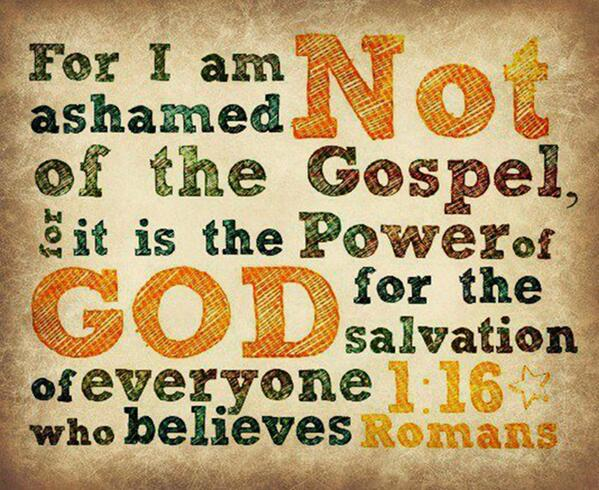 For I am Not
ashamed
of the Gospel,
for it is the Power of
GOD for the
salvation
of everyone 1:16
who believes Romans